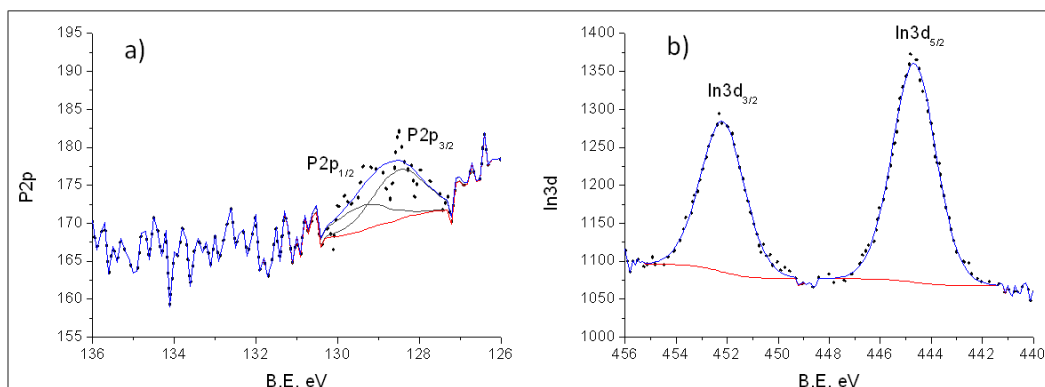 a)
195
190
185
180
175
170
165
160
155
P2p
P2p1/2
P2p3/2
136 134 132 130 128 126
B.E. eV
b)
1400
1350
1300
1250
1200
1150
1100
1050
1000
In3d
In3d3/2
In3d5/2
456 454 452 450 448 446 444 442 440
B.E. eV